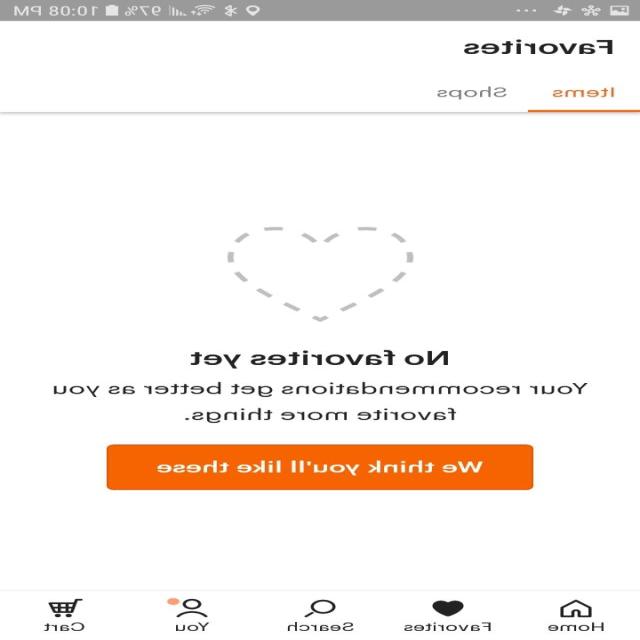 97% 10:08 PM
Favorites
Items Shops
No favorites yet
Your recommendations get better as you
favorite more things.
We think you'll like these
Home Favorites Search You Cart